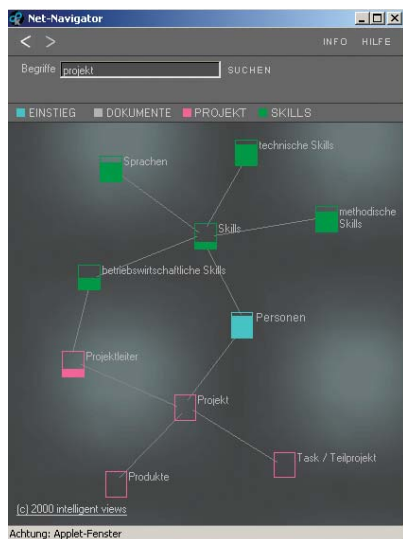 Net-Navigator
< >
INFO HILFE
Begriffe projekt SUCHEN
EINSTIEG DOKUMENTE PROJEKT SKILLS
technische Skills
Sprachen
methodische
Skills
Skills
betriebswirtschaftliche Skills
Personen
Projektleiter
Projekt
Task / Teilprojekt
Produkte
(c) 2000 intelligent views
Achtung: Applet-Fenster